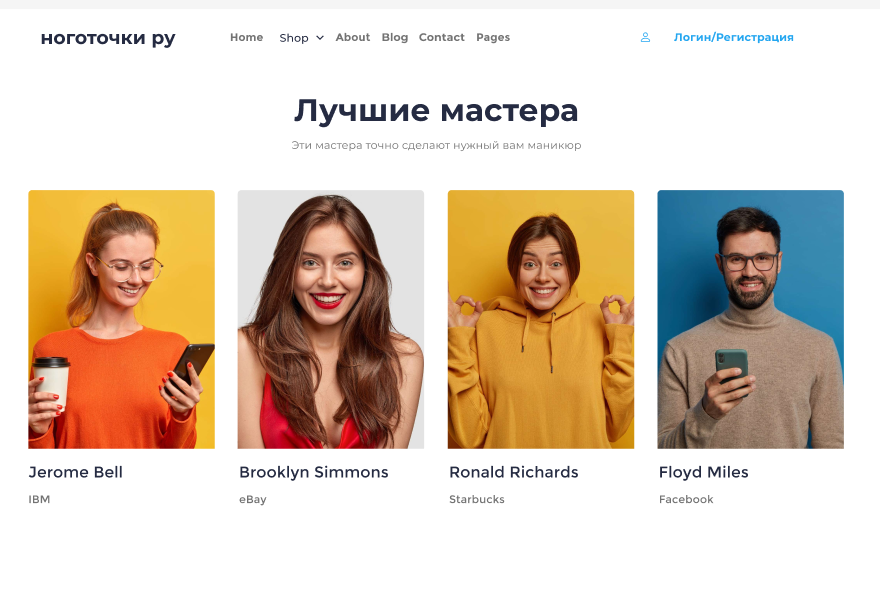 ноготочки ру
Home Shop About Blog Contact Pages
Логин/Регистрация
Лучшие мастера
Эти мастера точно сделают нужный вам маникюр
Jerome Bell
IBM
Brooklyn Simmons
eBay
Ronald Richards
Starbucks
Floyd Miles
Facebook